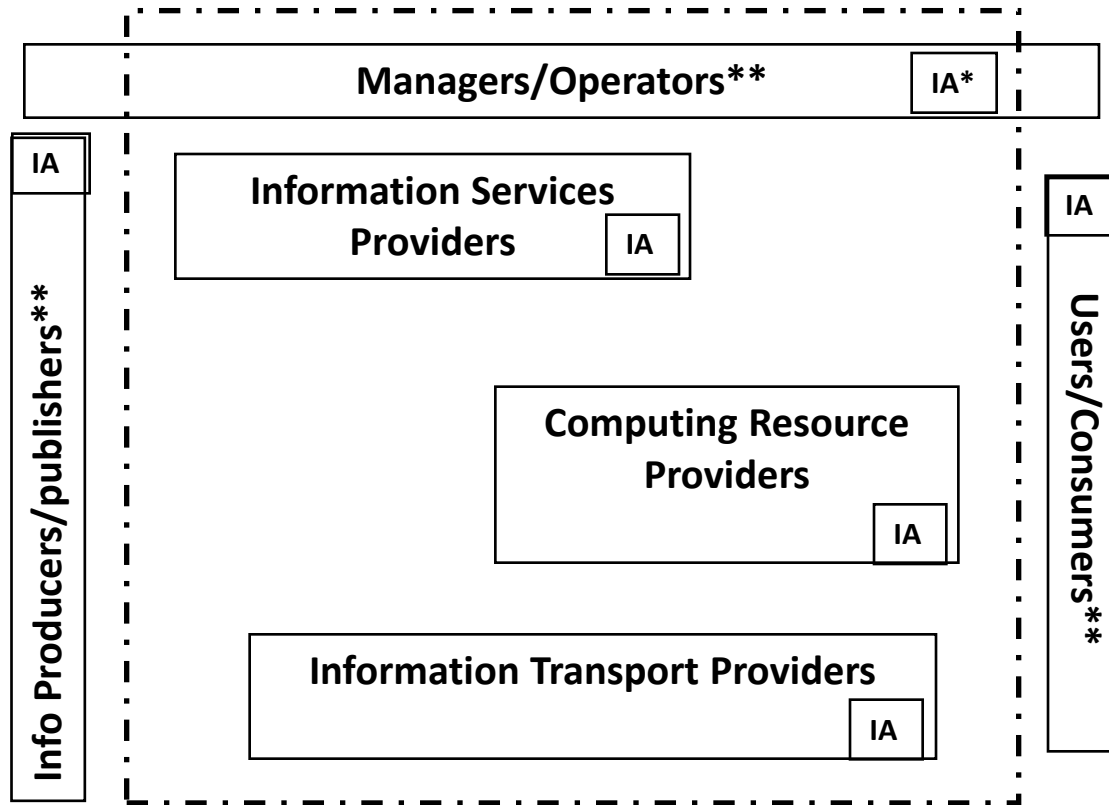 Managers/Operators**
IA*
IA
Info Producers/publishers**
Information Services
Providers
IA
Computing Resource
Providers
IA
Information Transport Providers
IA
IA
Users/Consumers**